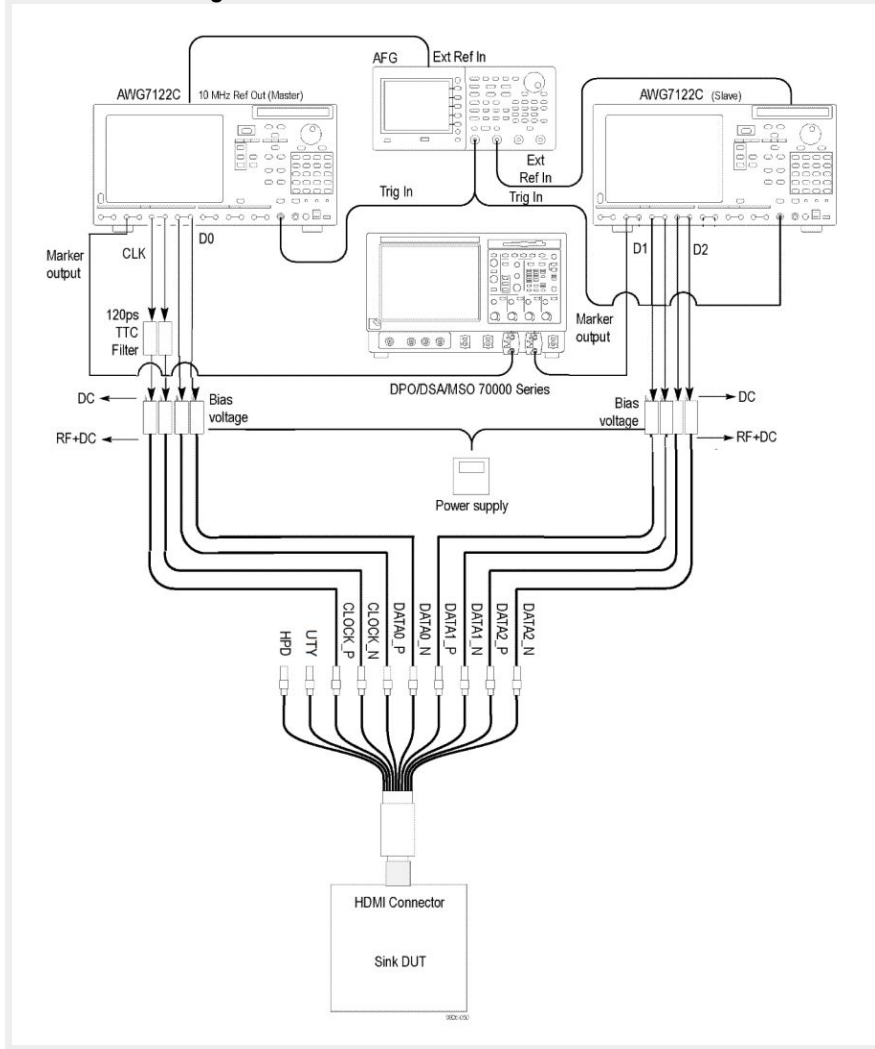 AFG
Ext Ref In
AWG7122C
10 MHz Ref Out (Master)
AWG7122C
(Slave)
Ext
Ref In
Trig In
Trig In
D0
D1
D2
Marker
output
CLK
120ps
TTC
Filter
Marker
output
DPO/DSA/MSO 70000 Series
DC
Bias
voltage
RF+DC
Bias
voltage
DC
RF+DC
Power supply
HPD
UTY
CLOCK_P
CLOCK_N
DATA0_P
DATA0_N
DATA1_P
DATA1_N
DATA2_P
DATA2_N
HDMI Connector
Sink DUT